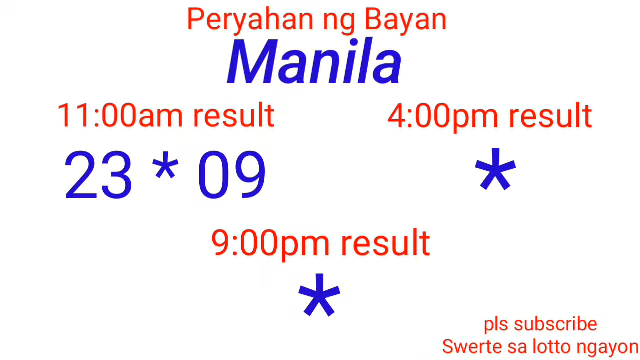 Peryahan ng Bayan
Manila
11:00am result
4:00pm result
23 * 09
*
9:00pm result
*
pls subscribe
Swerte sa lotto ngayon